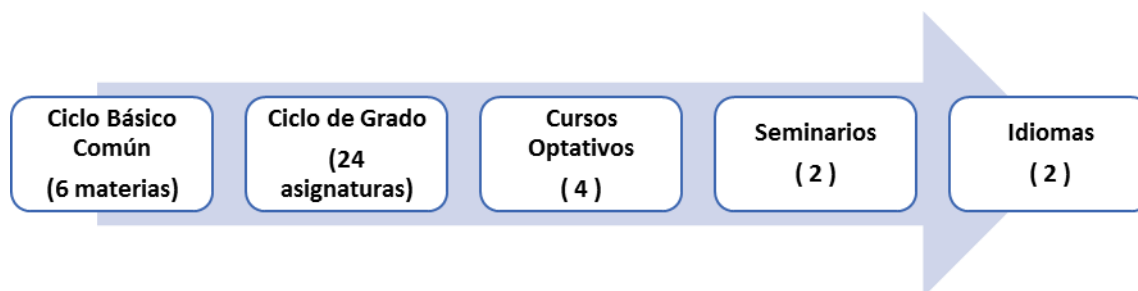 Ciclo Básico
Común
(6 materias)
Ciclo de Grado
(24
asignaturas)
Cursos
Optativos
( 4 )
Seminarios
( 2 )
Idiomas
( 2 )